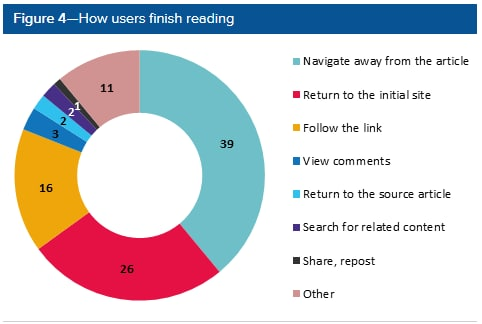 Figure 4—How users finish reading
39
26
16
3
2
2
1
11
Navigate away from the article
Return to the initial site
Follow the link
View comments
Return to the source article
Search for related content
Share, repost
Other